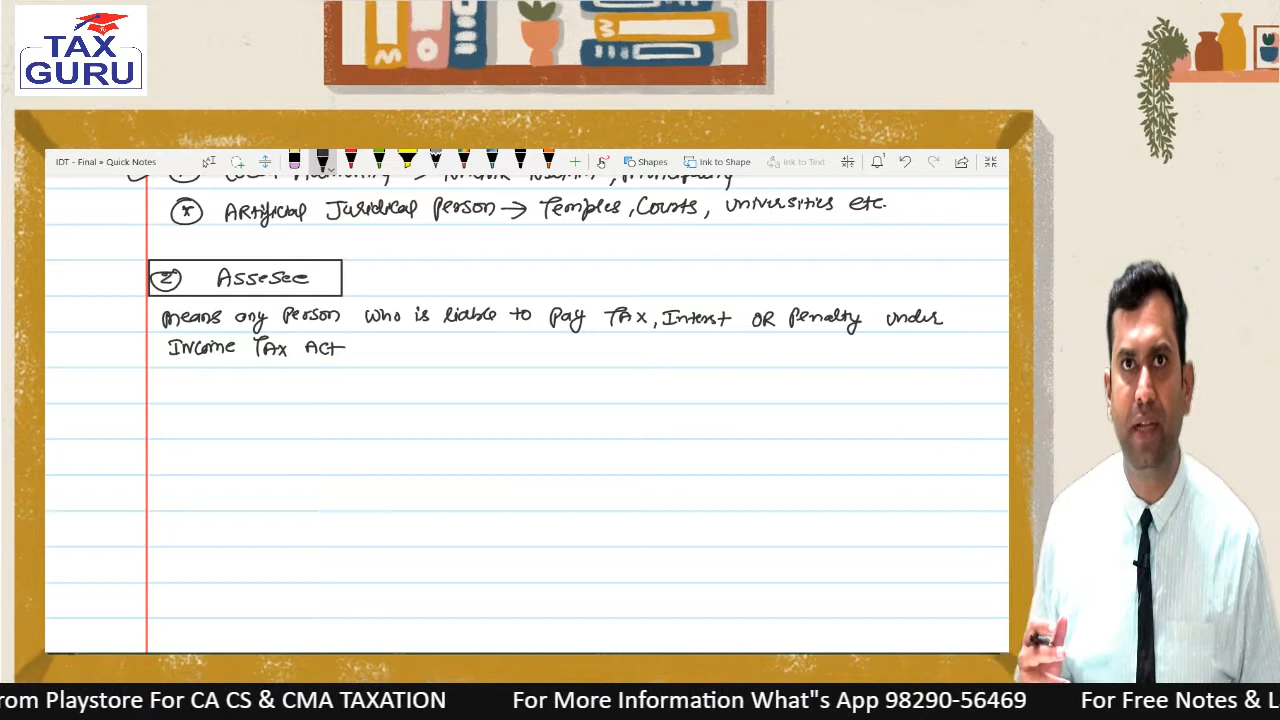 TAX
GURU
IDT - Final » Quick Notes
Shapes
Ink to Shape
Ink to Text
Artificial Juridical Person → Temples, Courts, Universities etc.
2 Assesee
means any Person who is liable to pay Tax, Interst OR Penalty under
Income Tax Act
rom Playstore For CA CS & CMA TAXATION For More Information What"s App 98290-56469 For Free Notes & L